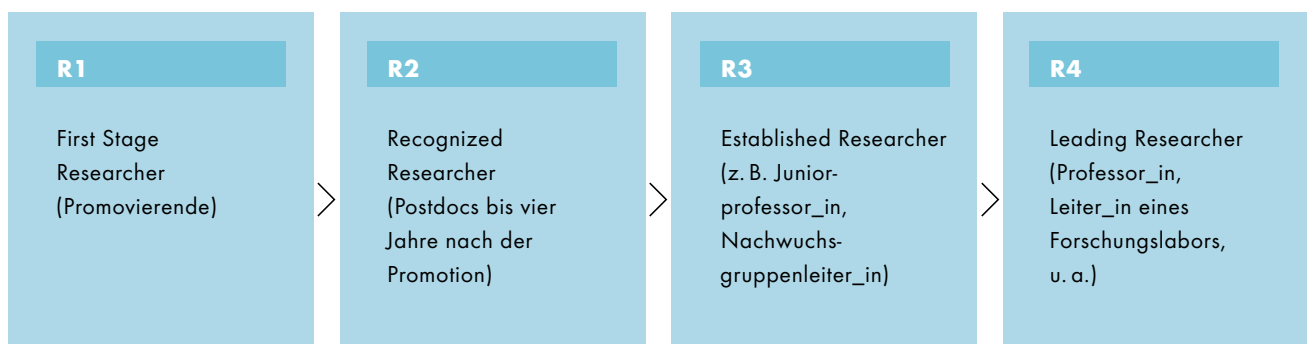 R1
First Stage
Researcher
(Promovierende)
R2
Recognized
Researcher
(Postdocs bis vier
Jahre nach der
Promotion)
R3
Established Researcher
(z. B. Junior-
professor_in,
Nachwuchs-
gruppenleiter_in)
R4
Leading Researcher
(Professor_in,
Leiter_in eines
Forschungslabors,
u. a.)